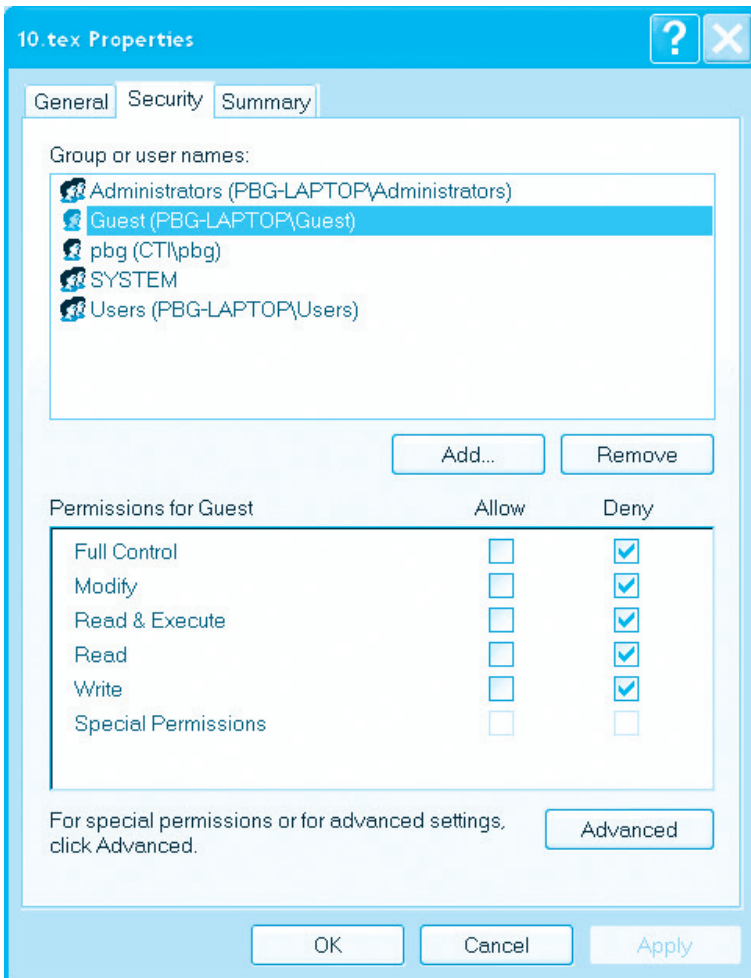 10.tex Properties
?
General Security Summary
Group or user names:
Administrators (PBG-LAPTOP\Administrators)
Guest (PBG-LAPTOP\Guest)
pbg (CTI\pbg)
SYSTEM
Users (PBG-LAPTOP\Users)
Add... Remove
Permissions for Guest Allow Deny
Full Control
Modify
Read & Execute
Read
Write
Special Permissions
For special permissions or for advanced settings,
click Advanced.
Advanced
OK Cancel Apply